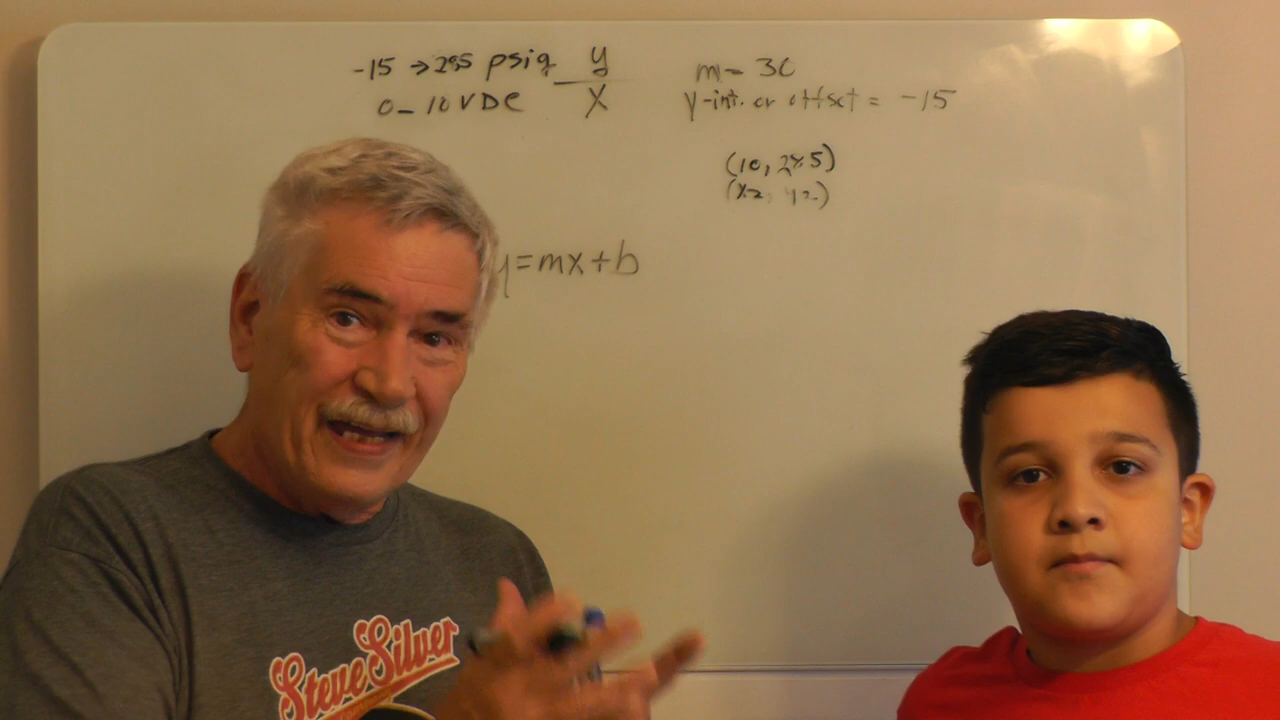 -15 → 285 psig y
0-10 VDC x
m = 30
y-int. or offset = -15
(10, 285)
(x2, y2)
y=mx+b
Steve Silver